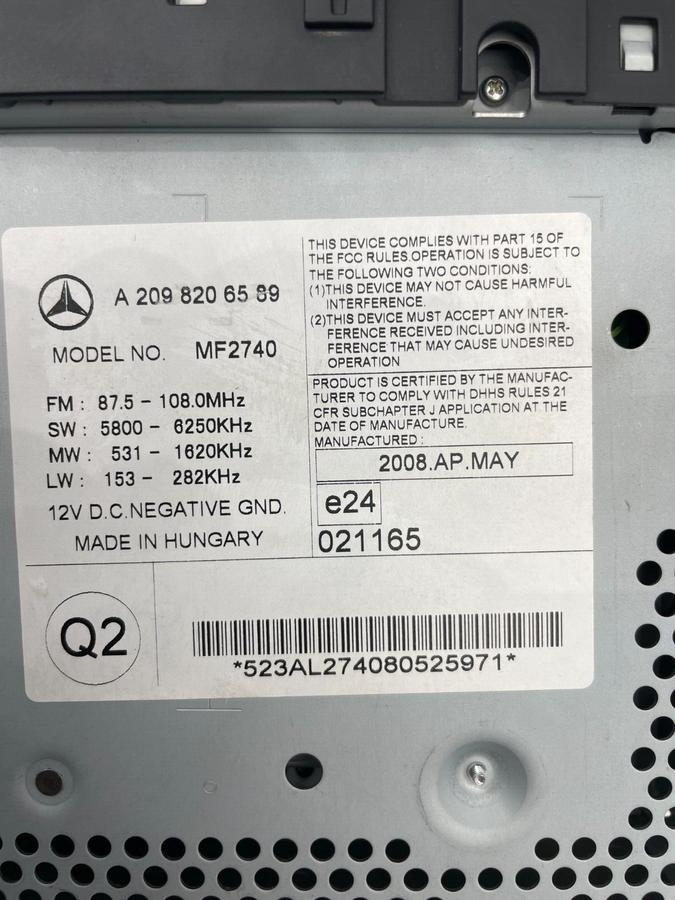 A 209 820 65 89
MODEL NO. MF2740
FM : 87.5 - 108.0MHz
SW : 5800 - 6250KHz
MW : 531 - 1620KHz
LW : 153 - 282KHz
12V D.C.NEGATIVE GND.
MADE IN HUNGARY
THIS DEVICE COMPLIES WITH PART 15 OF
THE FCC RULES.OPERATION IS SUBJECT TO
THE FOLLOWING TWO CONDITIONS:
(1)THIS DEVICE MAY NOT CAUSE HARMFUL
INTERFERENCE.
(2)THIS DEVICE MUST ACCEPT ANY INTER-
FERENCE RECEIVED INCLUDING INTER-
FERENCE THAT MAY CAUSE UNDESIRED
OPERATION
PRODUCT IS CERTIFIED BY THE MANUFAC-
TURER TO COMPLY WITH DHHS RULES 21
CFR SUBCHAPTER J APPLICATION AT THE
DATE OF MANUFACTURE.
MANUFACTURED :
2008.AP.MAY
e24
021165
Q2
*523AL274080525971*